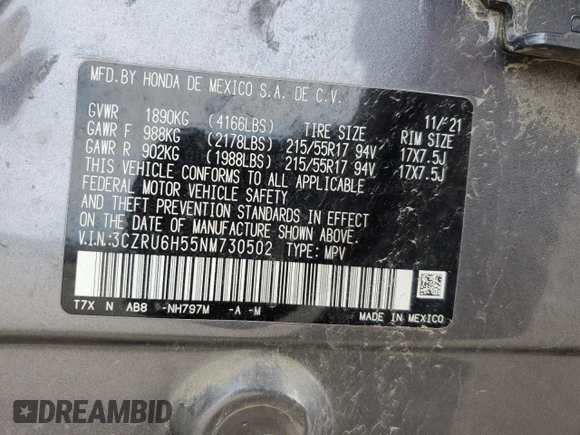 MFD.BY HONDA DE MEXICO S.A. DE C.V.
11/21
GVWR 1890KG (4166LBS) TIRE SIZE RIM SIZE
GAWR F 988KG (2178LBS) 215/55R17 94V 17X7.5J
GAWR R 902KG (1988LBS) 215/55R17 94V 17X7.5J
THIS VEHICLE CONFORMS TO ALL APPLICABLE
FEDERAL MOTOR VEHICLE SAFETY
AND THEFT PREVENTION STANDARDS IN EFFECT
ON THE DATE OF MANUFACTURE SHOWN ABOVE.
V.I.N.:3CZRU6H55NM730502 TYPE: MPV
T7X N AB8 -NH797M -A -M
MADE IN MEXICO
DREAMBID